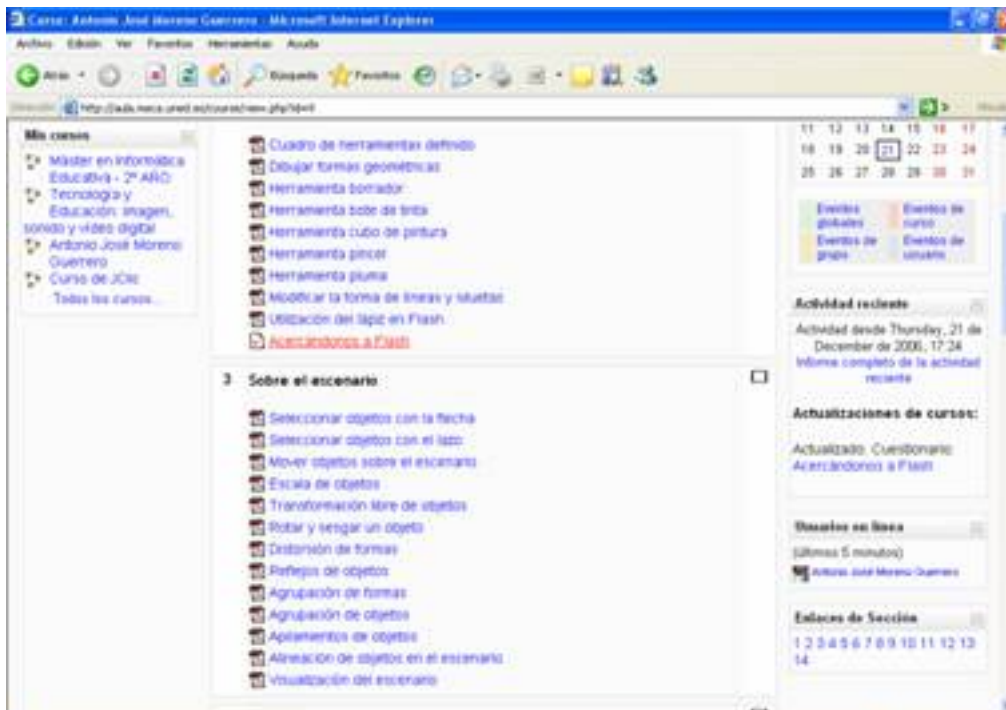 Curso: Antonio José Moreno Guerrero - Microsoft Internet Explorer
Archivo Edición Ver Favoritos Herramientas Ayuda
Atrás Búsqueda Favoritos
Mis cursos
Máster en Informática
Educativa - 2º AÑO
Tecnología y
Educación: imagen,
sonido y vídeo digital
Antonio José Moreno
Guerrero
Curso de JClic
Todos los cursos...
Cuadro de herramientas definido
Dibujar formas geométricas
Herramienta borrador
Herramienta bote de tinta
Herramienta cubo de pintura
Herramienta pincel
Herramienta pluma
Modificar la forma de líneas y siluetas
Utilización del lápiz en Flash
Acercándonos a Flash
3 Sobre el escenario
Seleccionar objetos con la flecha
Seleccionar objetos con el lazo
Mover objetos sobre el escenario
Escala de objetos
Transformación libre de objetos
Rotar y sesgar un objeto
Distorsión de formas
Reflejos de objetos
Agrupación de formas
Agrupación de objetos
Apilamientos de objetos
Alineación de objetos en el escenario
Visualización del escenario
11 12 13 14 15 16 17
18 19 20 21 22 23 24
25 26 27 28 29 30 31
Eventos globales Eventos de curso
Eventos de grupo Eventos de usuario
Actividad reciente
Actividad desde Thursday, 21 de
December de 2006, 17:24
Informe completo de la actividad
reciente
Actualizaciones de cursos:
Actualizado Cuestionario:
Acercándonos a Flash
Usuarios en línea
(últimos 5 minutos)
Antonio José Moreno Guerrero
Enlaces de Sección
1 2 3 4 5 6 7 8 9 10 11 12 13
14